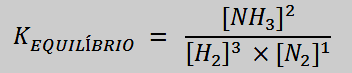 K_EQUILÍBRIO = [NH₃]² / [H₂]³ × [N₂]¹